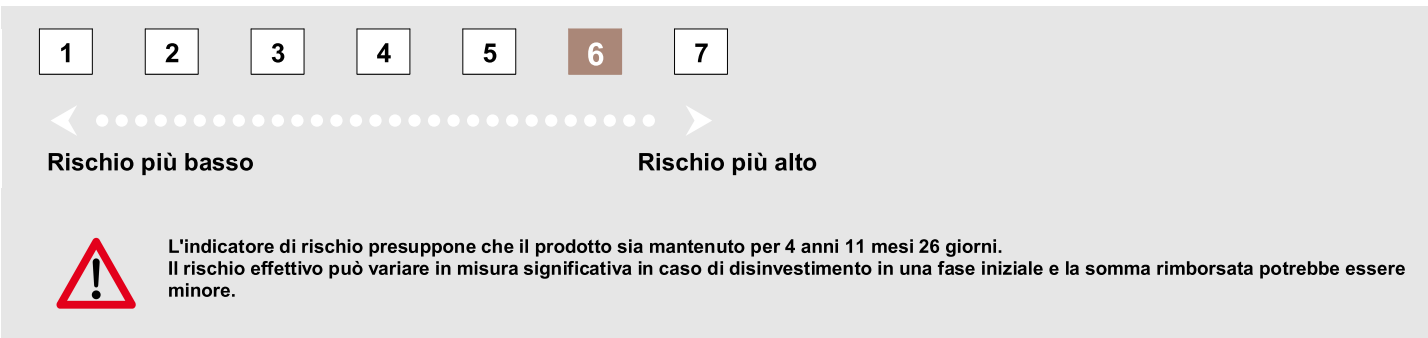 1 2 3 4 5 6 7
Rischio più basso Rischio più alto
L'indicatore di rischio presuppone che il prodotto sia mantenuto per 4 anni 11 mesi 26 giorni.
Il rischio effettivo può variare in misura significativa in caso di disinvestimento in una fase iniziale e la somma rimborsata potrebbe essere
minore.